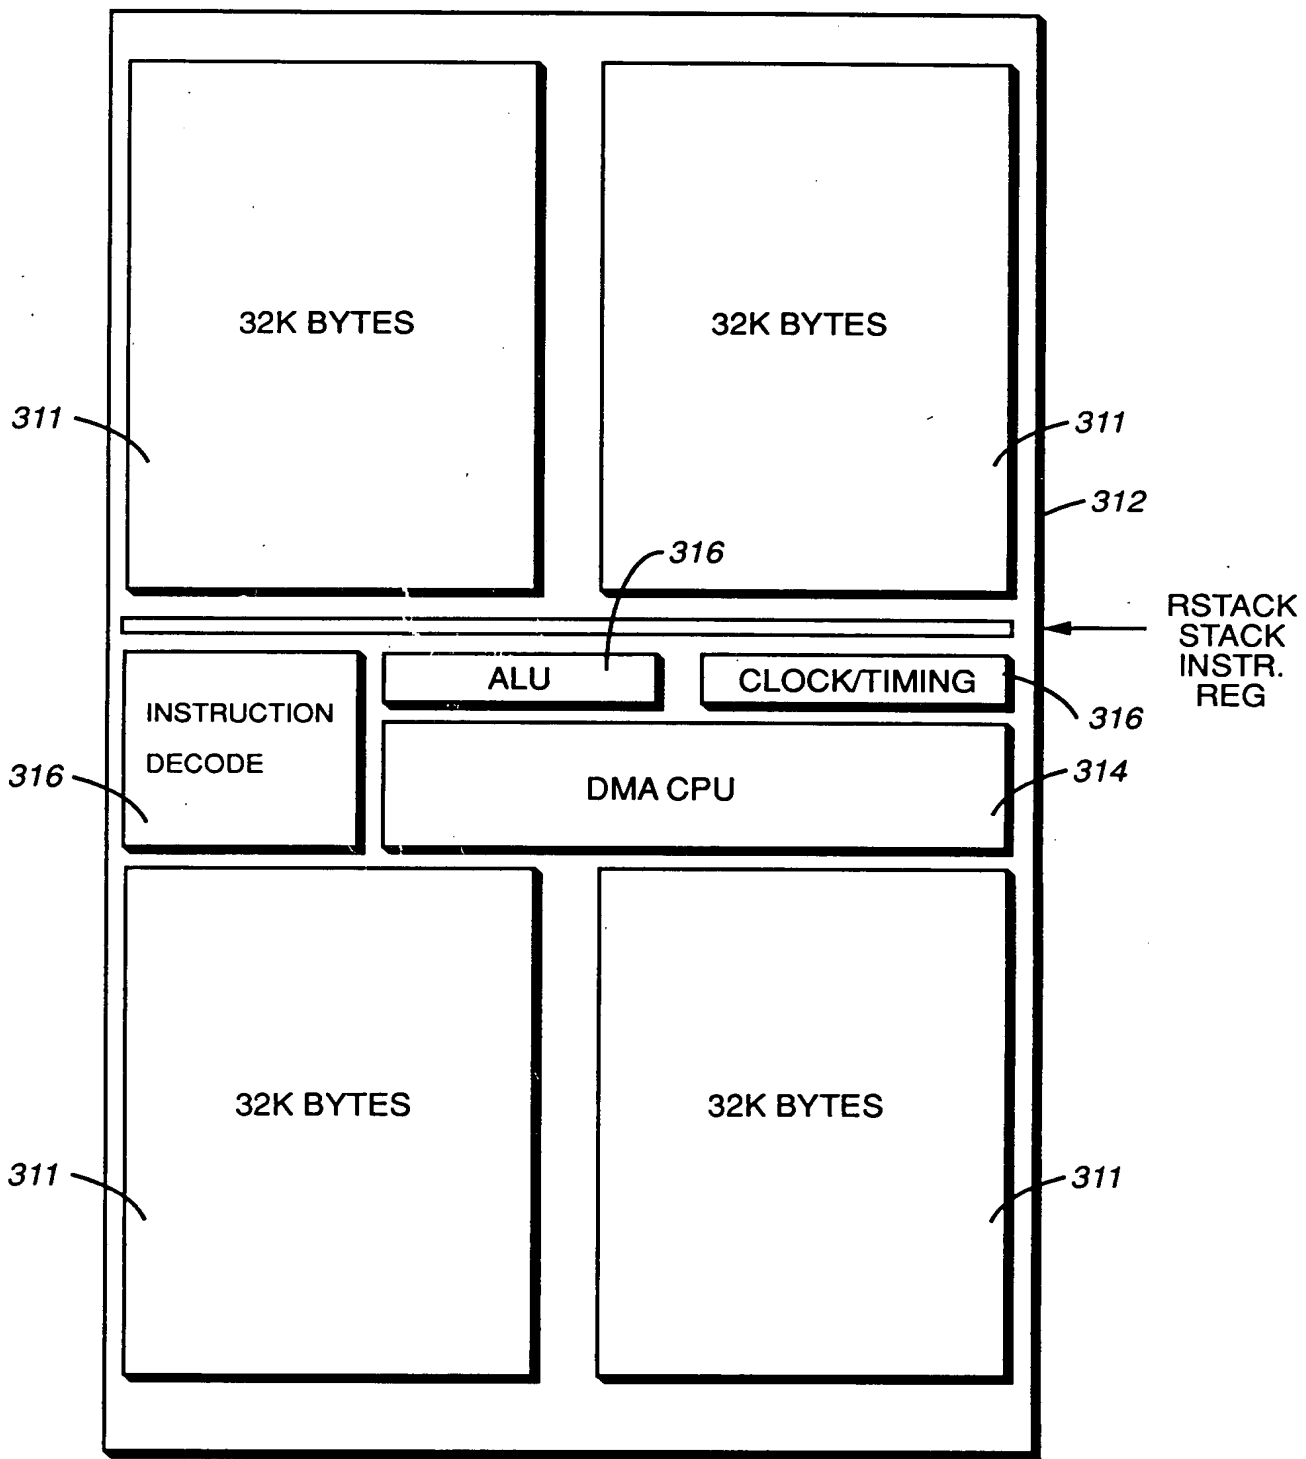 32K BYTES
32K BYTES
311
311
312
316
RSTACK
STACK
INSTR.
REG
ALU
CLOCK/TIMING
316
INSTRUCTION
DECODE
316
DMA CPU
314
32K BYTES
32K BYTES
311
311